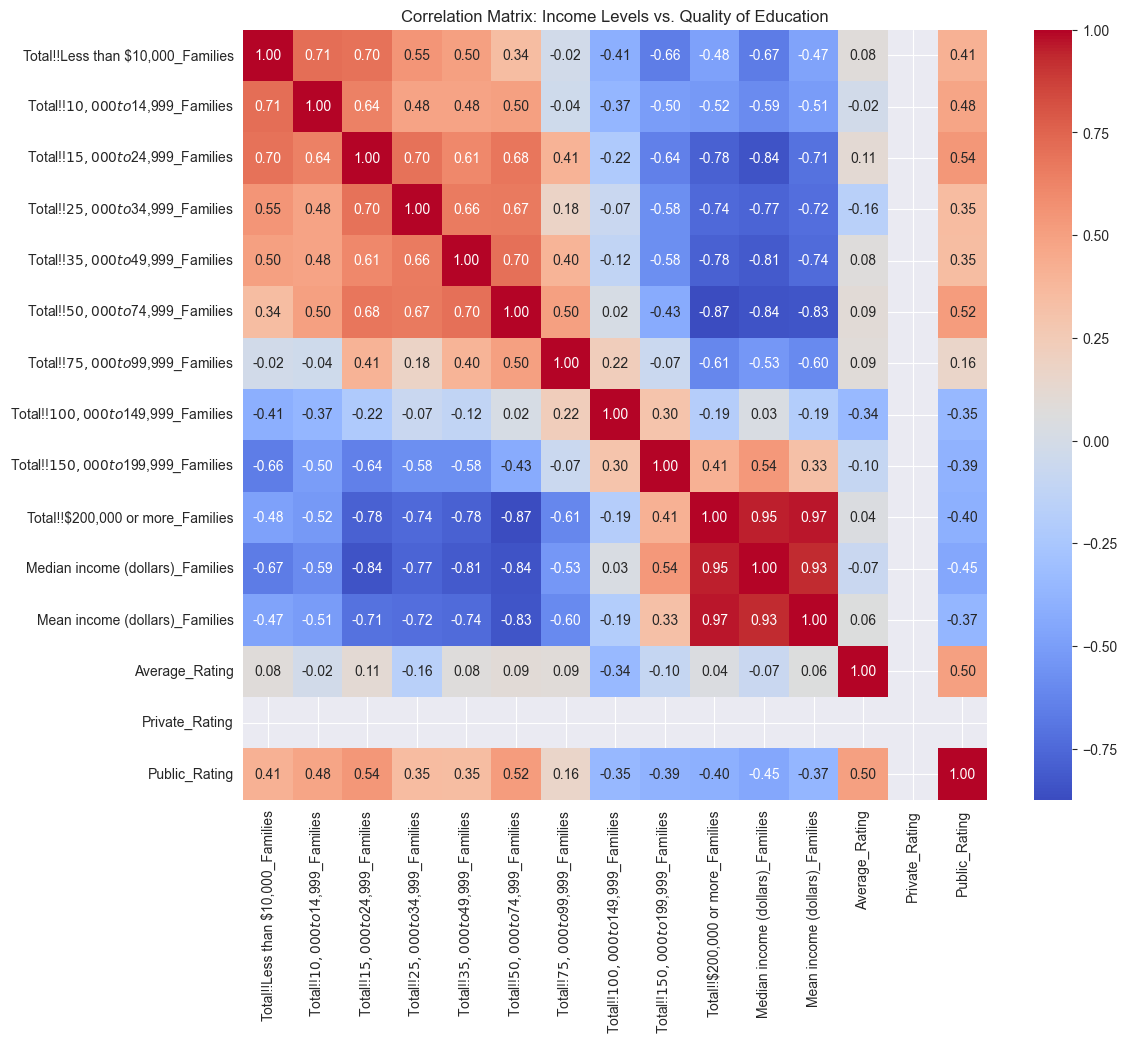 Correlation Matrix: Income Levels vs. Quality of Education
Total!!Less than $10,000_Families 1.00 0.71 0.70 0.55 0.50 0.34 -0.02 -0.41 -0.66 -0.48 -0.67 -0.47 0.08 0.41
Total!!10,000to14,999_Families 0.71 1.00 0.64 0.48 0.48 0.50 -0.04 -0.37 -0.50 -0.52 -0.59 -0.51 -0.02 0.48
Total!!15,000to24,999_Families 0.70 0.64 1.00 0.70 0.61 0.68 0.41 -0.22 -0.64 -0.78 -0.84 -0.71 0.11 0.54
Total!!25,000to34,999_Families 0.55 0.48 0.70 1.00 0.66 0.67 0.18 -0.07 -0.58 -0.74 -0.77 -0.72 -0.16 0.35
Total!!35,000to49,999_Families 0.50 0.48 0.61 0.66 1.00 0.70 0.40 -0.12 -0.58 -0.78 -0.81 -0.74 0.08 0.35
Total!!50,000to74,999_Families 0.34 0.50 0.68 0.67 0.70 1.00 0.50 0.02 -0.43 -0.87 -0.84 -0.83 0.09 0.52
Total!!75,000to99,999_Families -0.02 -0.04 0.41 0.18 0.40 0.50 1.00 0.22 -0.07 -0.61 -0.53 -0.60 0.09 0.16
Total!!100,000to149,999_Families -0.41 -0.37 -0.22 -0.07 -0.12 0.02 0.22 1.00 0.30 -0.19 0.03 -0.19 -0.34 -0.35
Total!!150,000to199,999_Families -0.66 -0.50 -0.64 -0.58 -0.58 -0.43 -0.07 0.30 1.00 0.41 0.54 0.33 -0.10 -0.39
Total!!$200,000 or more_Families -0.48 -0.52 -0.78 -0.74 -0.78 -0.87 -0.61 -0.19 0.41 1.00 0.95 0.97 0.04 -0.40
Median income (dollars)_Families -0.67 -0.59 -0.84 -0.77 -0.81 -0.84 -0.53 0.03 0.54 0.95 1.00 0.93 -0.07 -0.45
Mean income (dollars)_Families -0.47 -0.51 -0.71 -0.72 -0.74 -0.83 -0.60 -0.19 0.33 0.97 0.93 1.00 0.06 -0.37
Average_Rating 0.08 -0.02 0.11 -0.16 0.08 0.09 0.09 -0.34 -0.10 0.04 -0.07 0.06 1.00 0.50
Private_Rating
Public_Rating 0.41 0.48 0.54 0.35 0.35 0.52 0.16 -0.35 -0.39 -0.40 -0.45 -0.37 0.50 1.00
Total!!Less than $10,000_Families
Total!!10,000to14,999_Families
Total!!15,000to24,999_Families
Total!!25,000to34,999_Families
Total!!35,000to49,999_Families
Total!!50,000to74,999_Families
Total!!75,000to99,999_Families
Total!!100,000to149,999_Families
Total!!150,000to199,999_Families
Total!!$200,000 or more_Families
Median income (dollars)_Families
Mean income (dollars)_Families
Average_Rating
Private_Rating
Public_Rating
1.00
0.75
0.50
0.25
0.00
−0.25
−0.50
−0.75